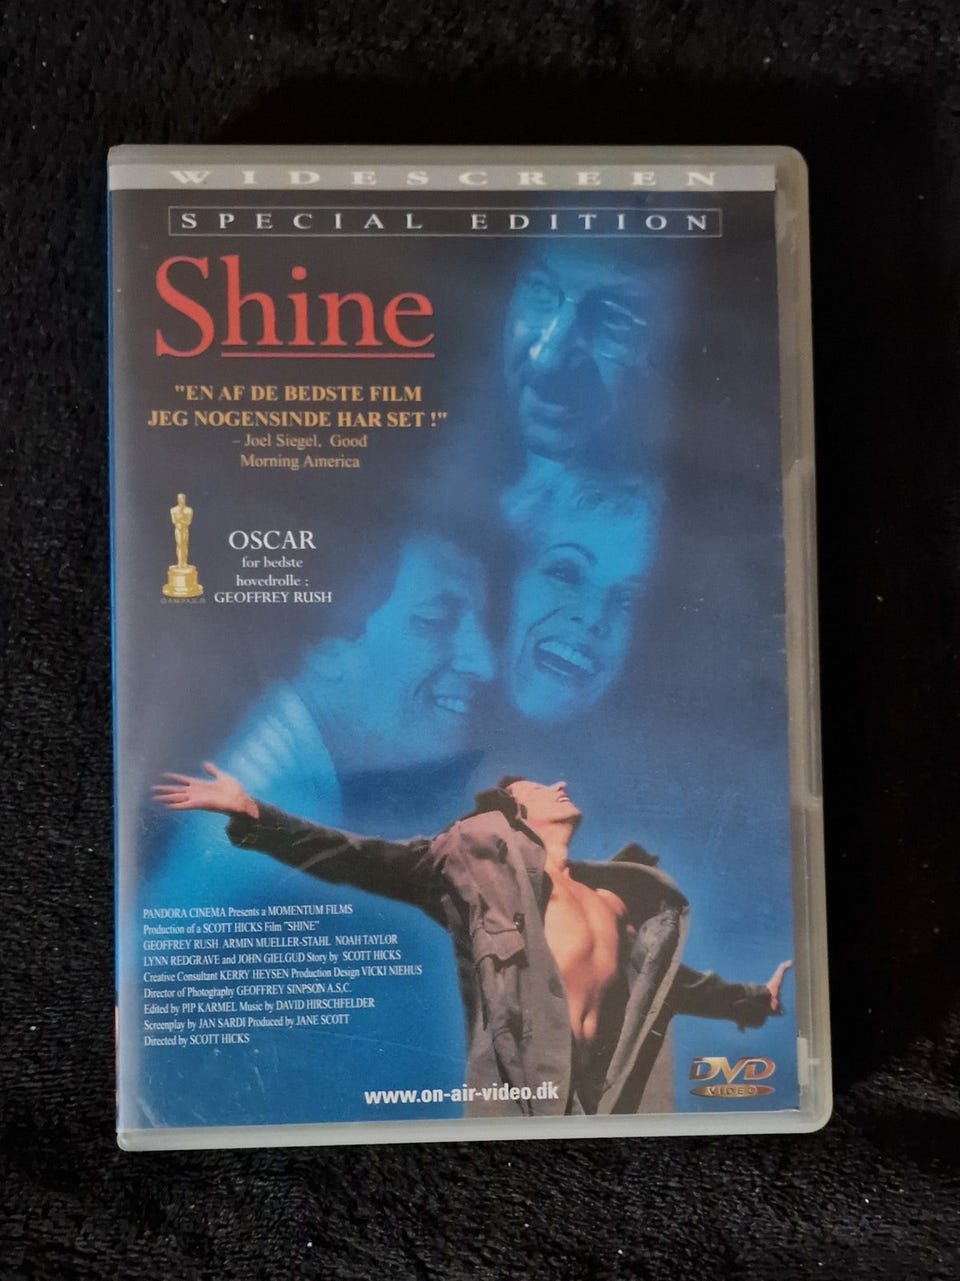 WIDESCREEN
SPECIAL EDITION
Shine
"EN AF DE BEDSTE FILM
JEG NOGENSINDE HAR SET !"
– Joel Siegel, Good
Morning America
OSCAR
for bedste
hovedrolle :
GEOFFREY RUSH
PANDORA CINEMA Presents a MOMENTUM FILMS
Production of a SCOTT HICKS Film "SHINE"
GEOFFREY RUSH ARMIN MUELLER-STAHL NOAH TAYLOR
LYNN REDGRAVE and JOHN GIELGUD Story by SCOTT HICKS
Creative Consultant KERRY HEYSEN Production Design VICKI NIEHUS
Director of Photography GEOFFREY SINPSON A.S.C.
Edited by PIP KARMEL Music by DAVID HIRSCHFELDER
Screenplay by JAN SARDI Produced by JANE SCOTT
Directed by SCOTT HICKS
www.on-air-video.dk
DVD
VIDEO